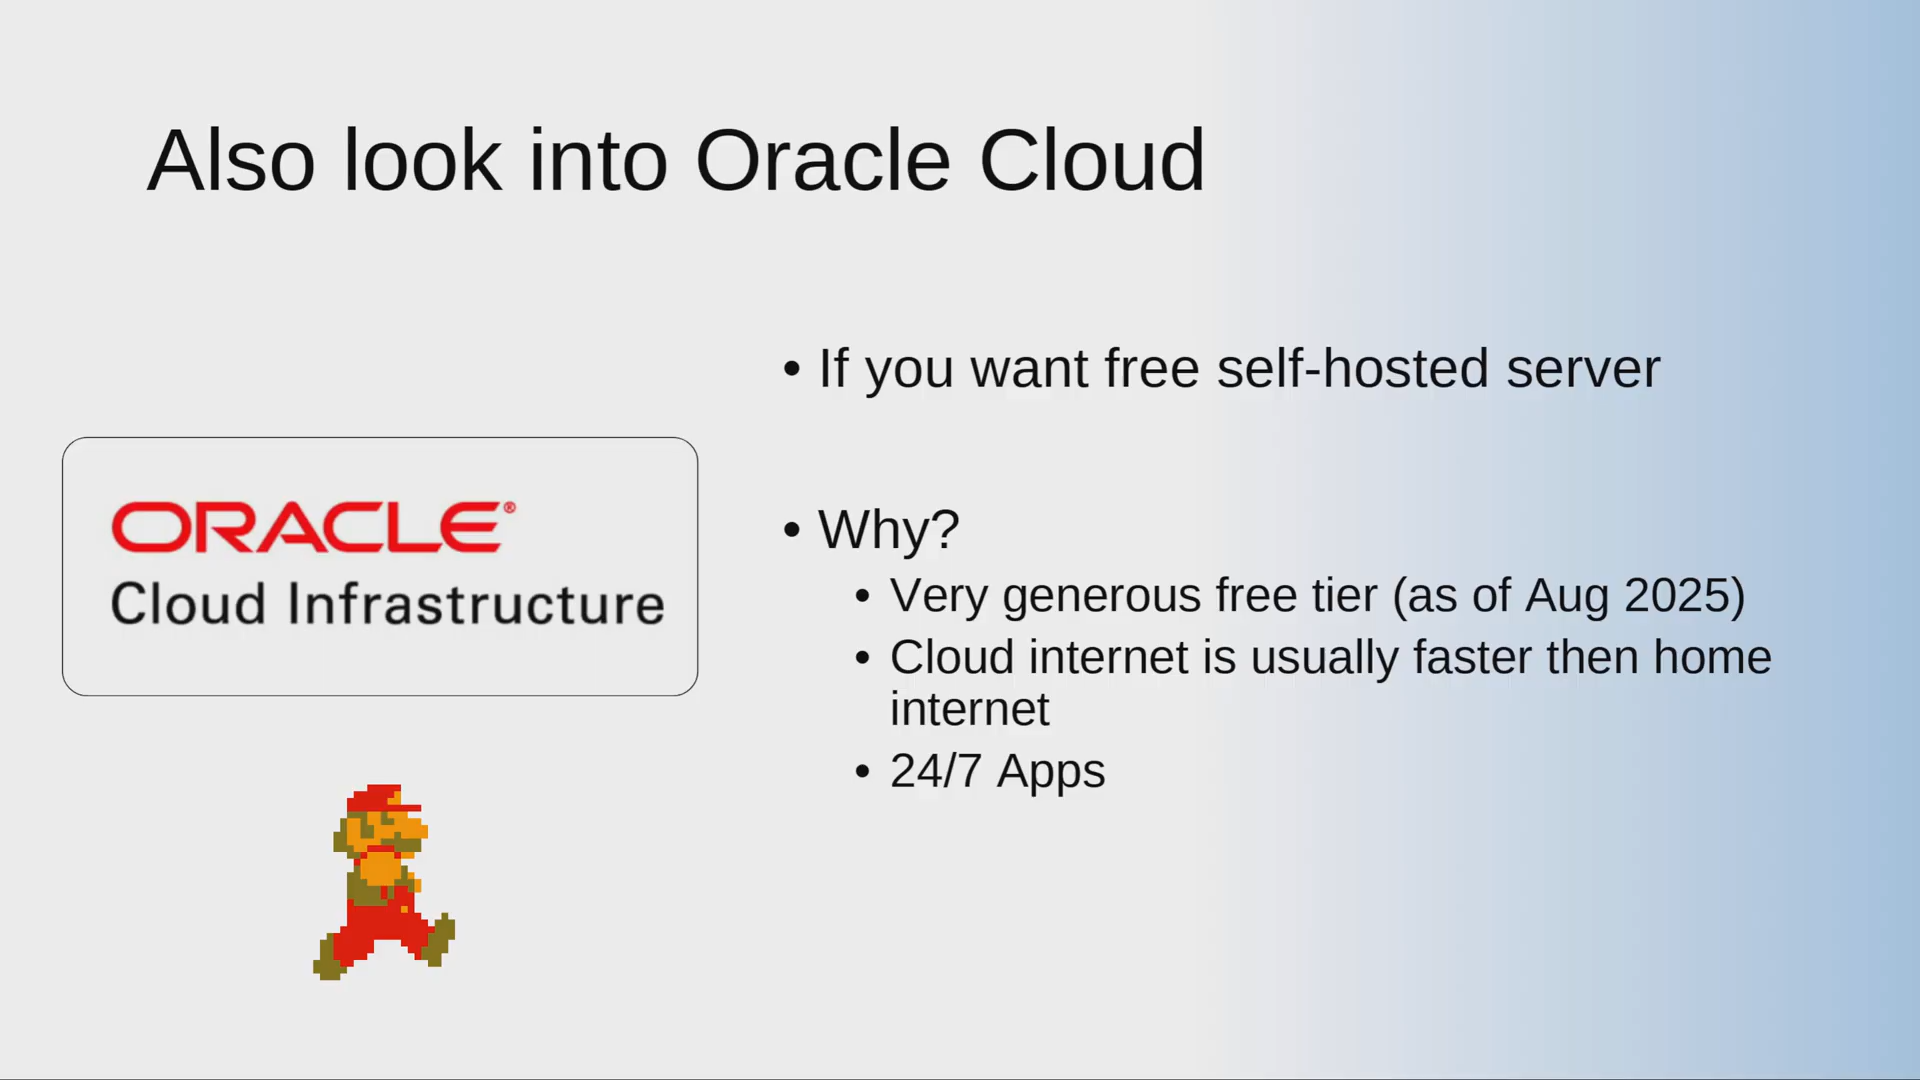 Also look into Oracle Cloud
• If you want free self-hosted server
ORACLE®
Cloud Infrastructure
• Why?
• Very generous free tier (as of Aug 2025)
• Cloud internet is usually faster then home
internet
• 24/7 Apps